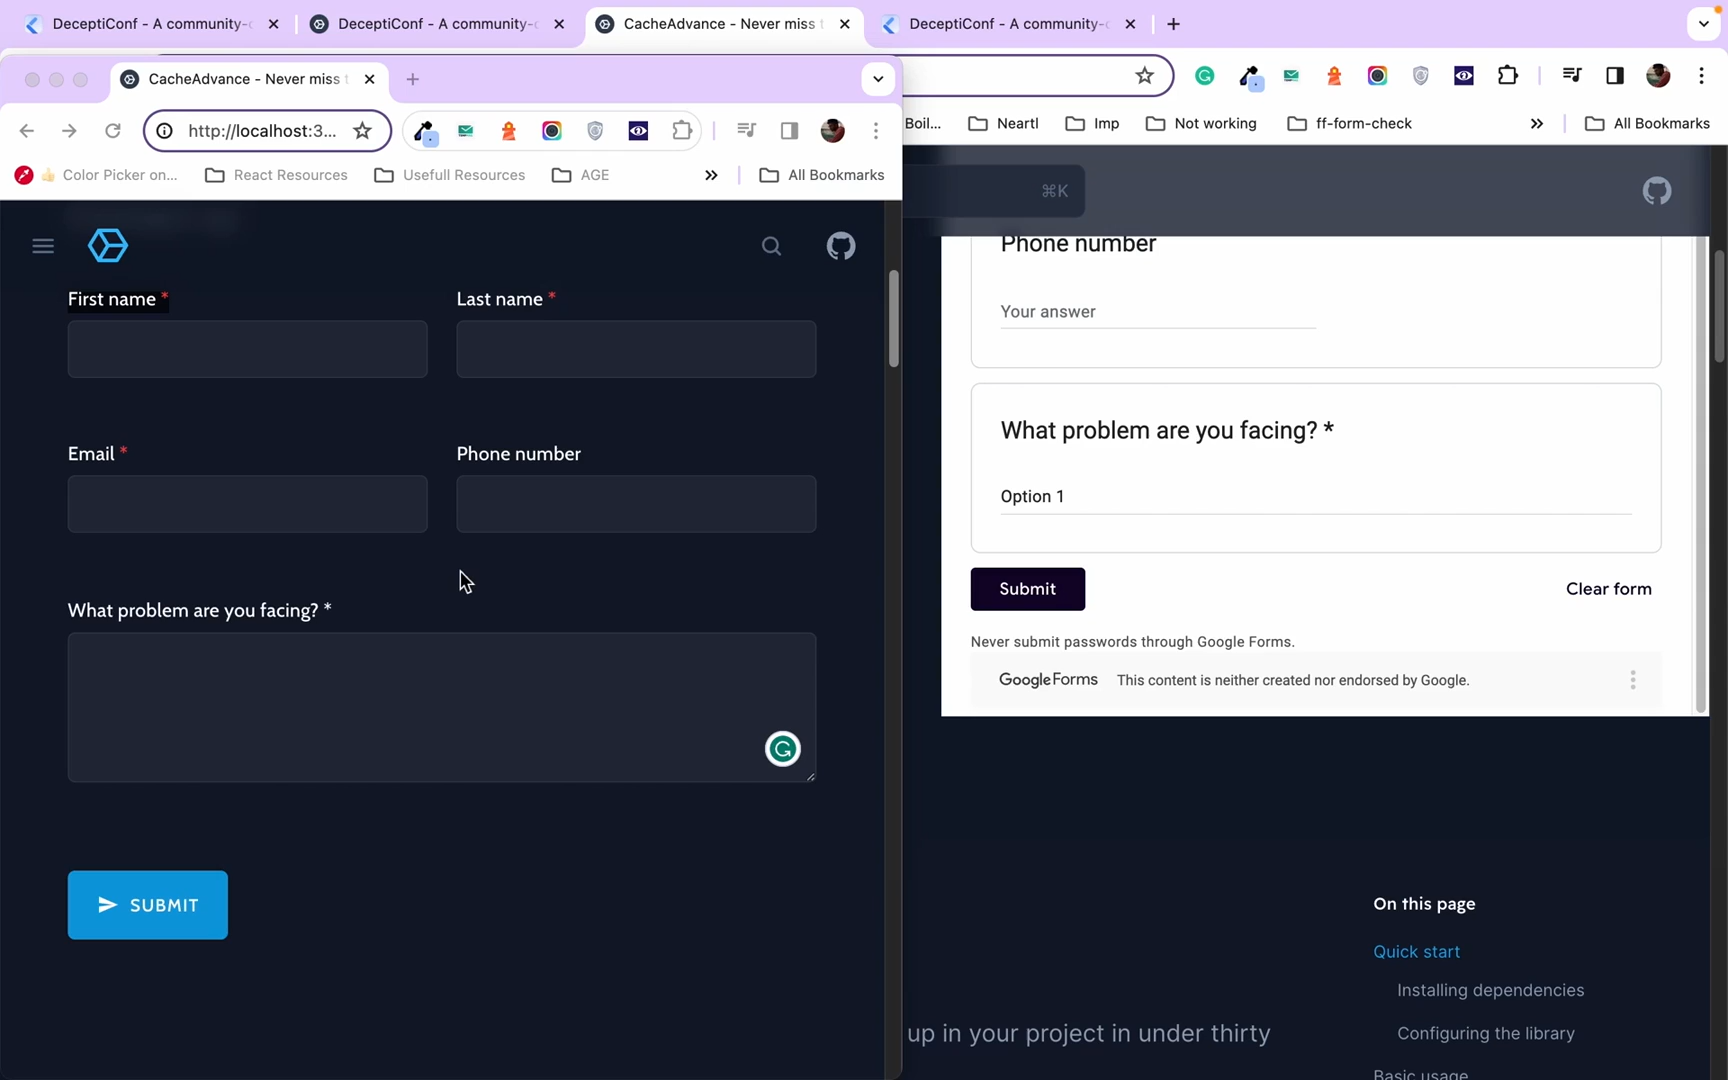 DeceptiConf - A community-
DeceptiConf - A community-
CacheAdvance - Never miss
DeceptiConf - A community-
CacheAdvance - Never miss
http://localhost:3...
Color Picker on...
React Resources
Usefull Resources
AGE
All Bookmarks
Boil...
Neartl
Imp
Not working
ff-form-check
All Bookmarks
First name *
Last name *
Email *
Phone number
What problem are you facing? *
SUBMIT
⌘K
Phone number
Your answer
What problem are you facing? *
Option 1
Submit
Clear form
Never submit passwords through Google Forms.
Google Forms This content is neither created nor endorsed by Google.
On this page
Quick start
Installing dependencies
Configuring the library
Basic usage
up in your project in under thirty